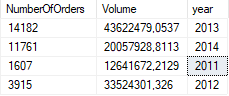 NumberOfOrders Volume year
14182 43622479,0537 2013
11761 20057928,8113 2014
1607 12641672,2129 2011
3915 33524301,326 2012